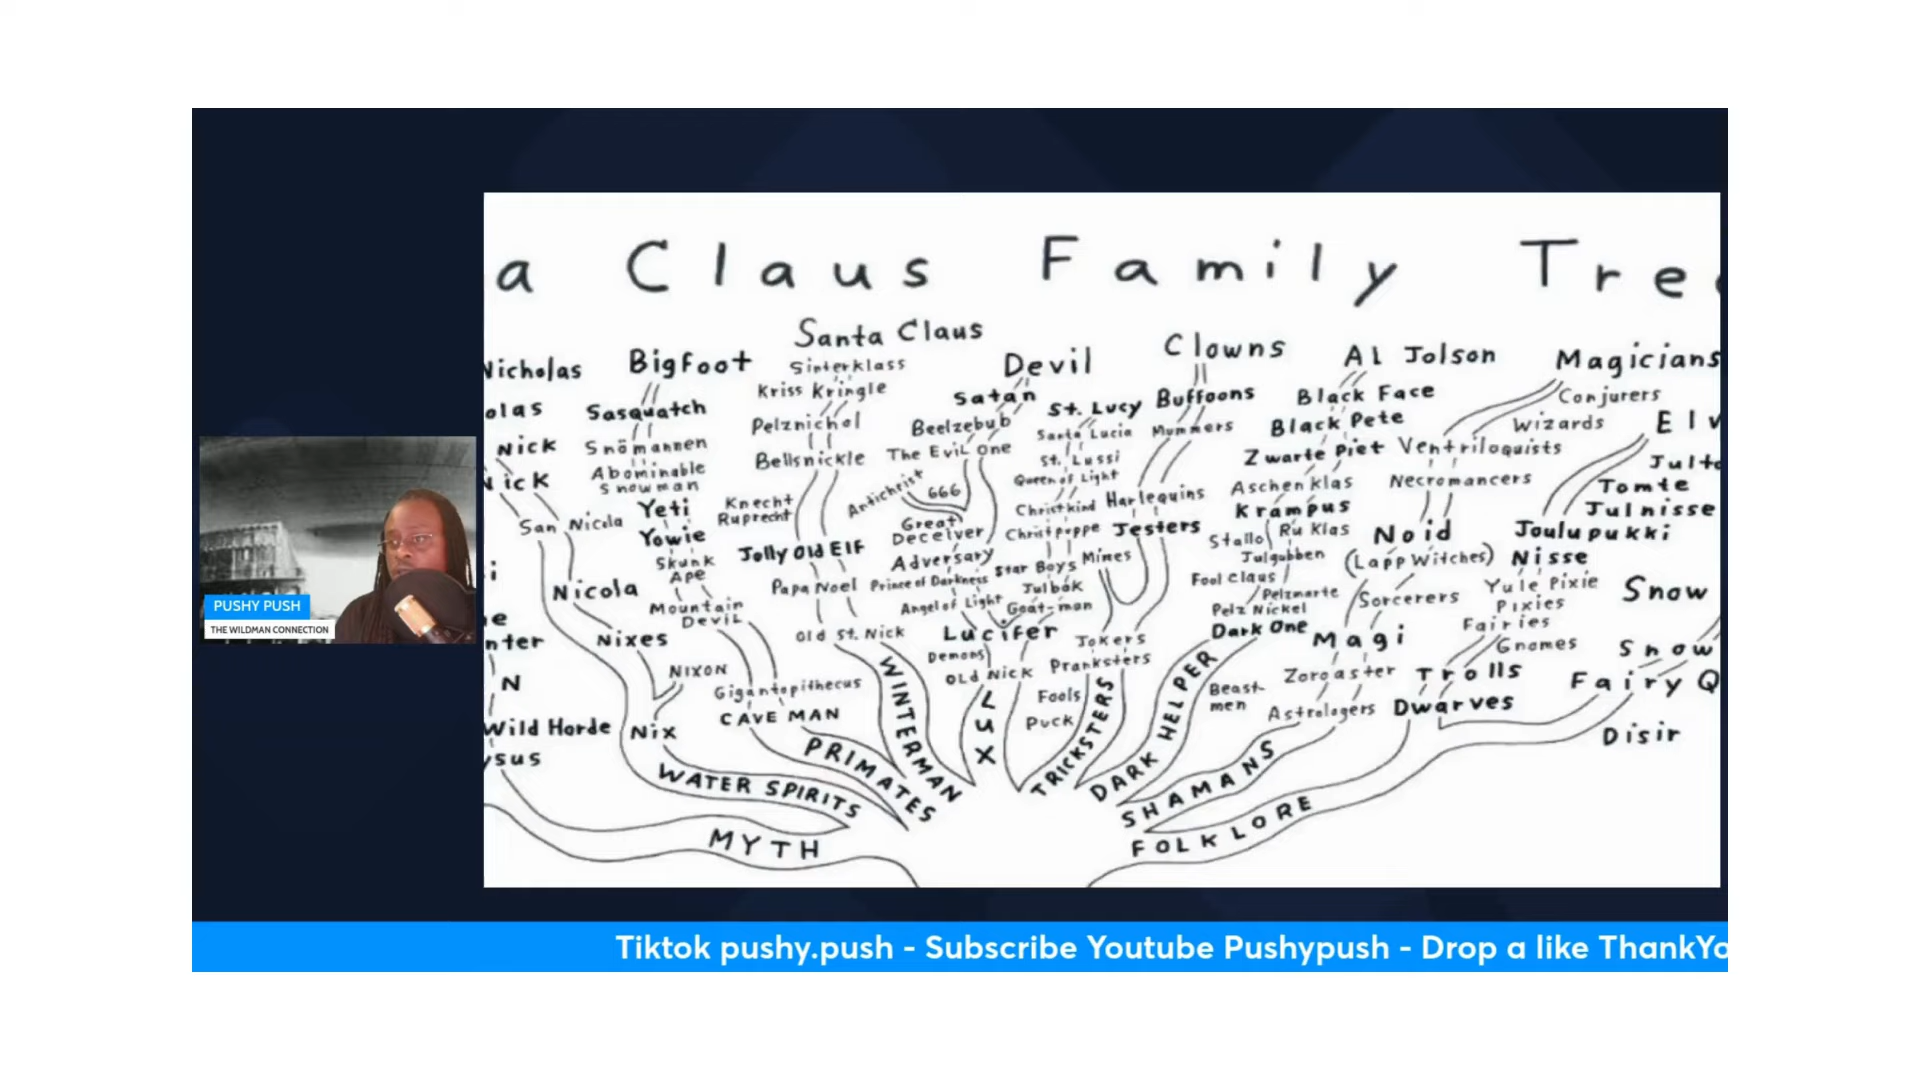 a Claus Family Tre
Santa Claus
Sinterklass
Kriss Kringle
Pelznichol
Bellsnickle
Knecht
Ruprecht
Jolly Old Elf
Papa Noel
Old St. Nick
WINTERMAN
Nicholas
olas
Nick
Nick
San Nicola
Nicola
Nixes
NIXON
Nix
WATER SPIRITS
i
e
nter
N
Wild Horde
sus
MYTH
Bigfoot
Sasquatch
Snömannen
Abominable
Snowman
Yeti
Yowie
Skunk
Ape
Mountain
Devil
Gigantopithecus
CAVE MAN
PRIMATES
Devil
Satan
Beelzebub
The Evil One
Antichrist
666
Great
Deceiver
Adversary
Prince of Darkness
Angel of Light
Lucifer
Demons
Old Nick
LUX
St. Lucy
Santa Lucia
St. Lussi
Queen of Light
Christkind
Christpoppe
Star Boys
Julbok
Goat-man
Clowns
Buffoons
Mummers
Harlequins
Jesters
Mimes
Jokers
Pranksters
Fools
Puck
TRICKSTERS
Al Jolson
Black Face
Black Pete
Zwarte Piet
Aschenklas
Krampus
Stallo
Ru Klas
Julgubben
Fool Claus
Pelzmarte
Pelz Nickel
Dark One
Beast-
men
DARK HELPER
Magicians
Conjurers
Wizards
Ventriloquists
Necromancers
Noid
(Lapp Witches)
Sorcerers
Magi
Zoroaster
Astrologers
SHAMANS
Elv
Julto
Tomte
Julnisse
Joulupukki
Nisse
Yule Pixie
Pixies
Fairies
Gnomes
Trolls
Dwarves
Snow
Snow
Fairy Q
Disir
FOLKLORE
PUSHY PUSH
THE WILDMAN CONNECTION
Tiktok pushy.push - Subscribe Youtube Pushypush - Drop a like ThankYo